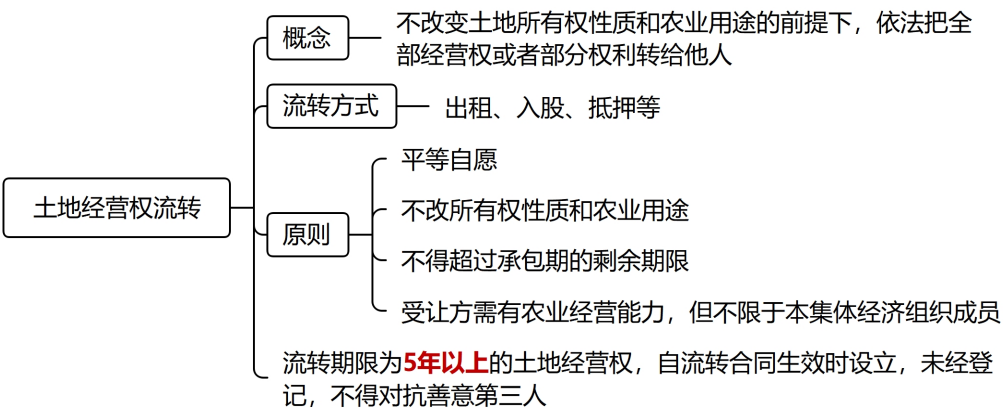 概念
不改变土地所有权性质和农业用途的前提下，依法把全
部经营权或者部分权利转给他人
流转方式
出租、入股、抵押等
土地经营权流转
原则
平等自愿
不改所有权性质和农业用途
不得超过承包期的剩余期限
受让方需有农业经营能力，但不限于本集体经济组织成员
流转期限为5年以上的土地经营权，自流转合同生效时设立，未经登
记，不得对抗善意第三人